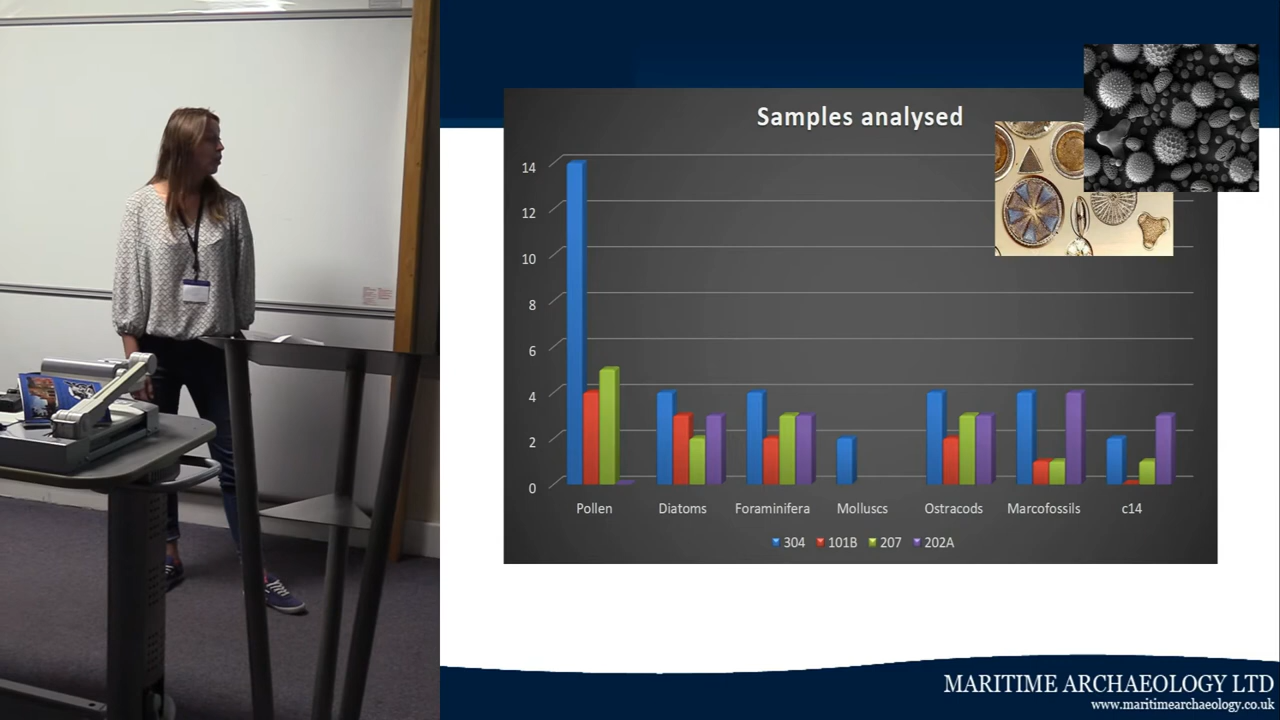 Samples analysed
14
12
10
8
6
4
2
0
Pollen Diatoms Foraminifera Molluscs Ostracods Marcofossils c14
304 101B 207 202A
MARITIME ARCHAEOLOGY LTD
www.maritimearchaeology.co.uk